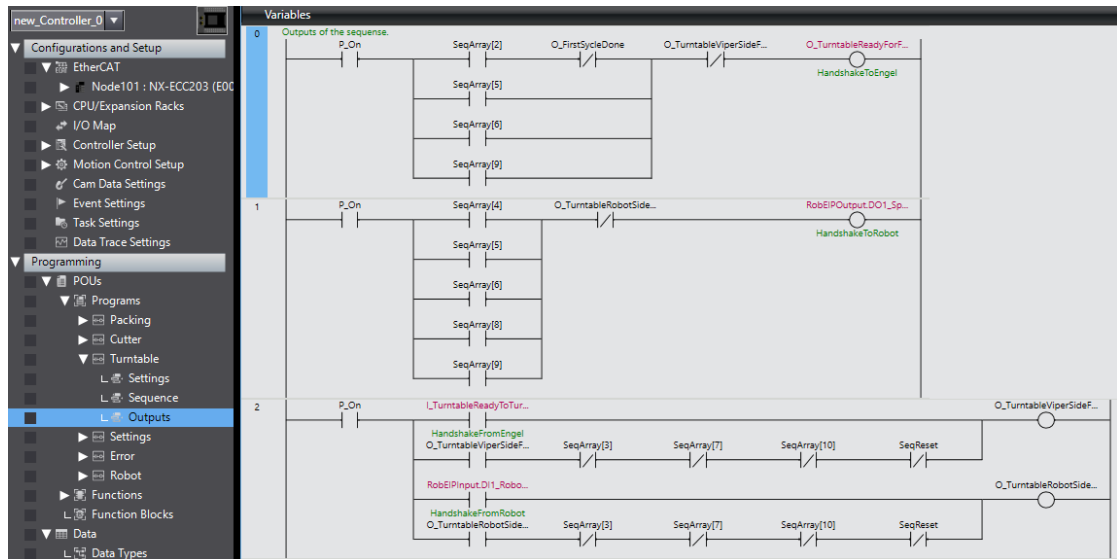 new_Controller_0
Configurations and Setup
EtherCAT
Node101 : NX-ECC203 (E00
CPU/Expansion Racks
I/O Map
Controller Setup
Motion Control Setup
Cam Data Settings
Event Settings
Task Settings
Data Trace Settings
Programming
POUs
Programs
Packing
Cutter
Turntable
Settings
Sequence
Outputs
Settings
Error
Robot
Functions
Function Blocks
Data
Data Types
Variables
0
Outputs of the sequense.
P_On SeqArray[2] O_FirstSycleDone O_TurntableViperSideF... O_TurntableReadyForF...
HandshakeToEngel
SeqArray[5]
SeqArray[6]
SeqArray[9]
1
P_On SeqArray[4] O_TurntableRobotSide... RobEIPOutput.DO1_Sp...
HandshakeToRobot
SeqArray[5]
SeqArray[6]
SeqArray[8]
SeqArray[9]
2
P_On I_TurntableReadyToTur... O_TurntableViperSideF...
HandshakeFromEngel
O_TurntableViperSideF... SeqArray[3] SeqArray[7] SeqArray[10] SeqReset
RobEIPInput.DI1_Robo... O_TurntableRobotSide...
HandshakeFromRobot
O_TurntableRobotSide... SeqArray[3] SeqArray[7] SeqArray[10] SeqReset